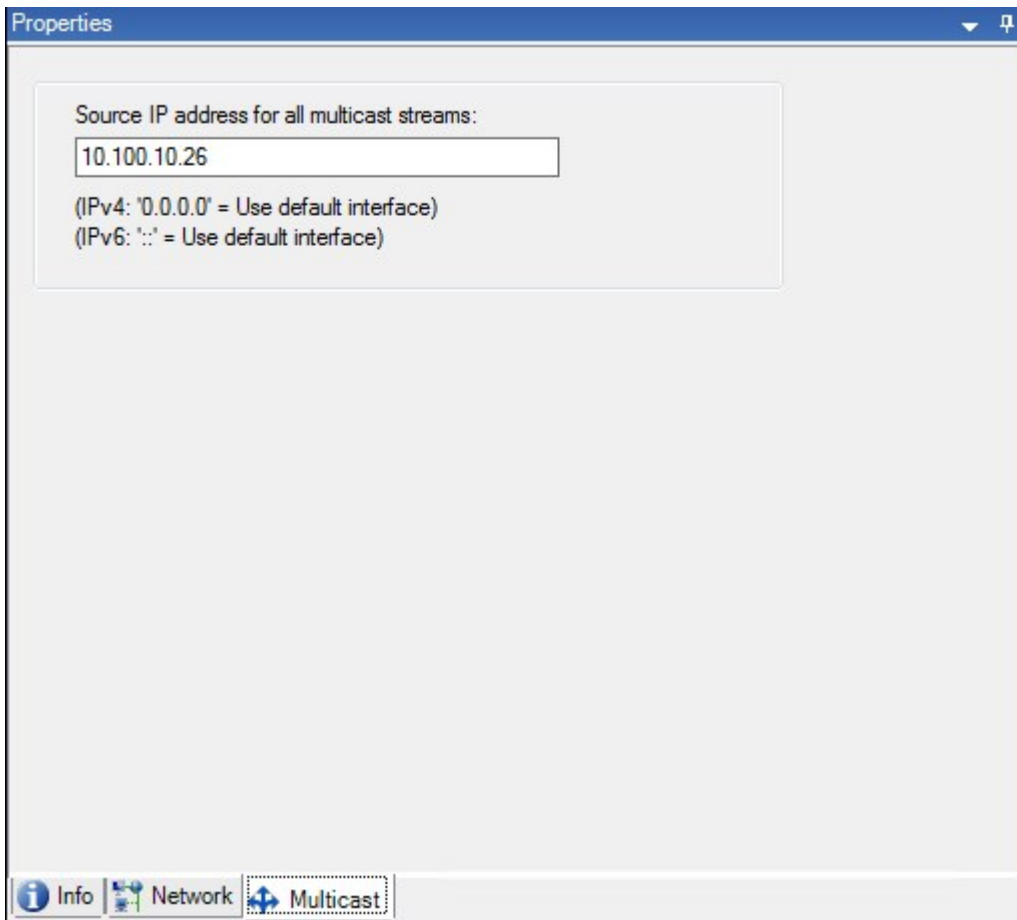 Properties
Source IP address for all multicast streams:
10.100.10.26
(IPv4: '0.0.0.0' = Use default interface)
(IPv6: '::' = Use default interface)
Info Network Multicast